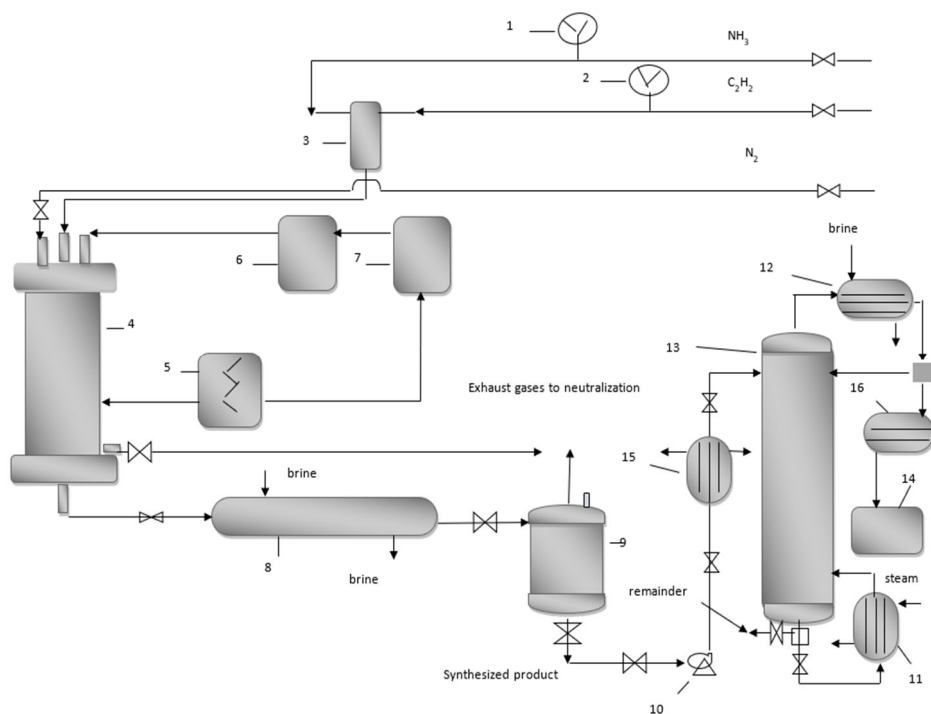 1
NH₃
2
C₂H₂
3
N₂
brine
6
7
12
4
13
5
Exhaust gases to neutralization
16
15
brine
14
9
8
brine
steam
remainder
Synthesized product
11
10